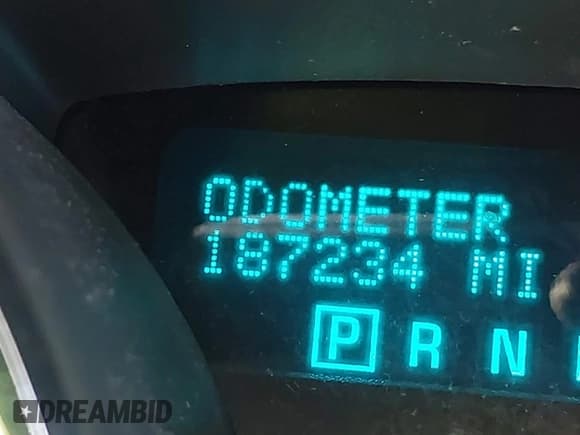 ODOMETER
187234 MI
P R N
DREAMBID